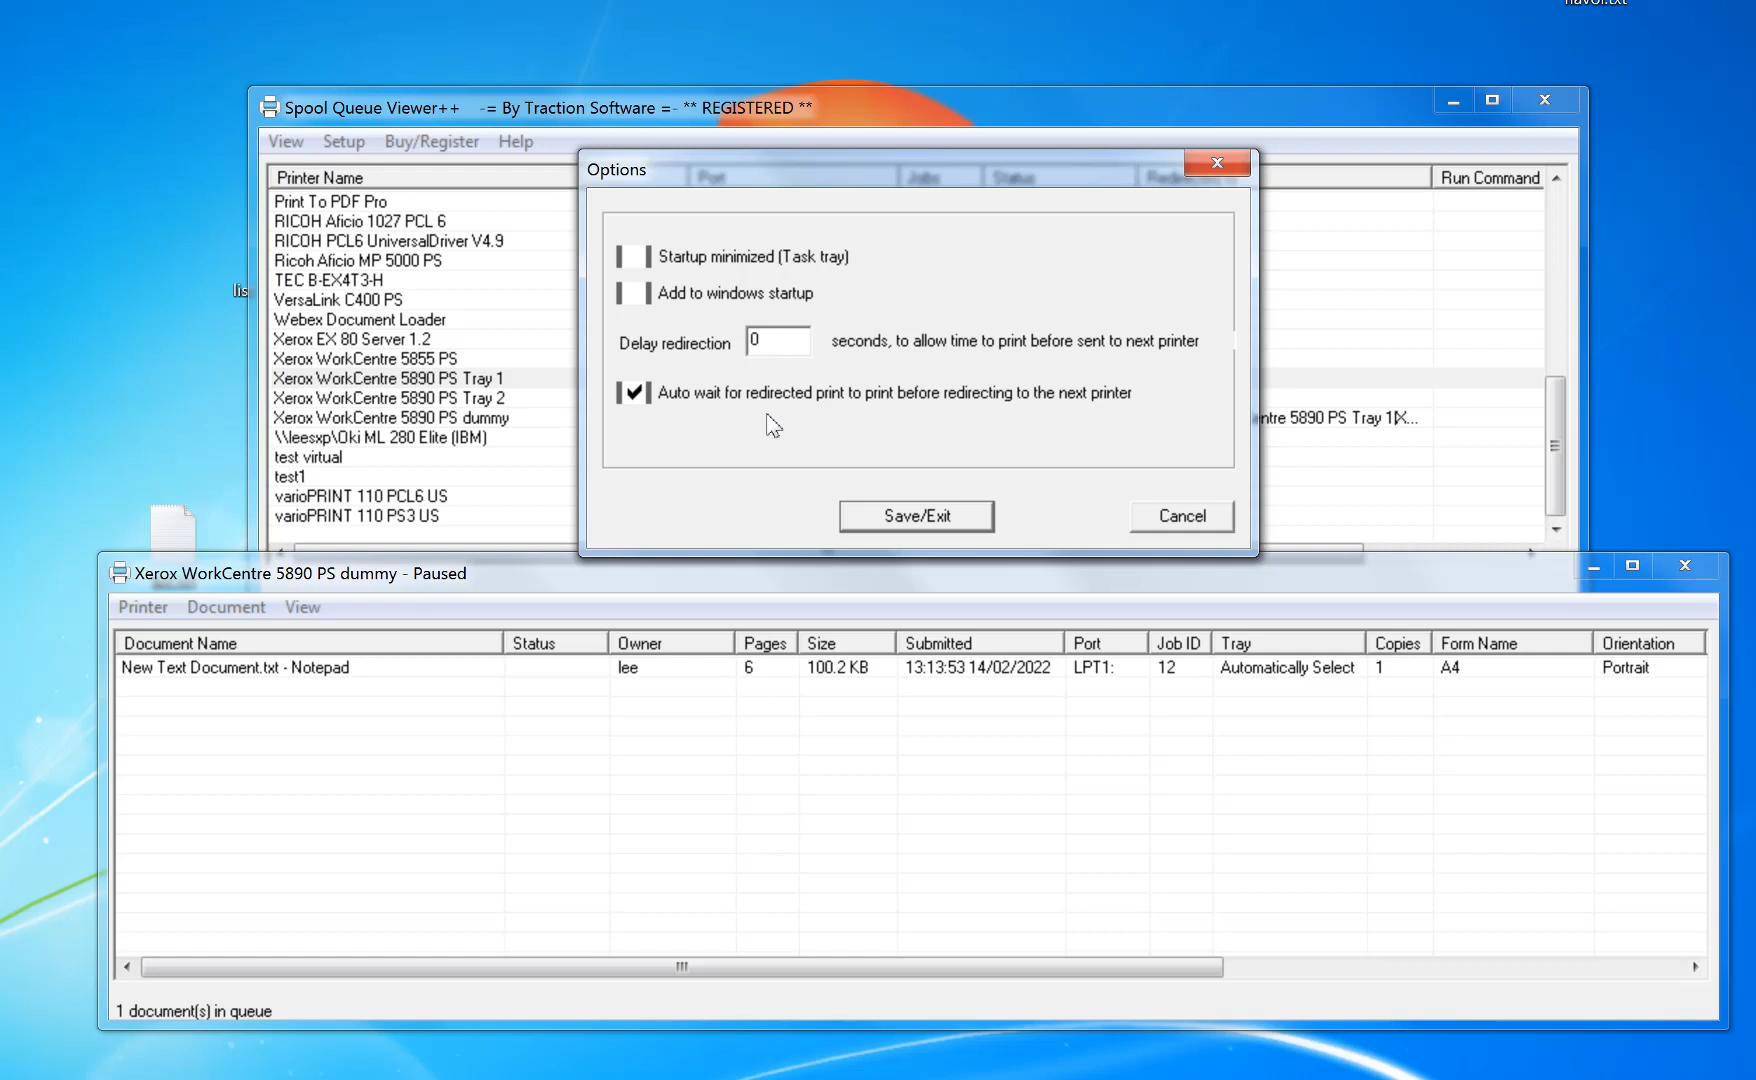 Spool Queue Viewer++ -= By Traction Software =- ** REGISTERED **
View Setup Buy/Register Help
Printer Name Port Jobs Status Run Command
Print To PDF Pro
RICOH Aficio 1027 PCL 6
RICOH PCL6 UniversalDriver V4.9
Ricoh Aficio MP 5000 PS
TEC B-EX4T3-H
VersaLink C400 PS
Webex Document Loader
Xerox EX 80 Server 1.2
Xerox WorkCentre 5855 PS
Xerox WorkCentre 5890 PS Tray 1
Xerox WorkCentre 5890 PS Tray 2
Xerox WorkCentre 5890 PS dummy
ntre 5890 PS Tray 1|X...
\\leesxp\Oki ML 280 Elite (IBM)
test virtual
test1
varioPRINT 110 PCL6 US
varioPRINT 110 PS3 US
lis
Options
Startup minimized (Task tray)
Add to windows startup
Delay redirection 0 seconds, to allow time to print before sent to next printer
Auto wait for redirected print to print before redirecting to the next printer
Save/Exit Cancel
Xerox WorkCentre 5890 PS dummy - Paused
Printer Document View
Document Name Status Owner Pages Size Submitted Port Job ID Tray Copies Form Name Orientation
New Text Document.txt - Notepad lee 6 100.2 KB 13:13:53 14/02/2022 LPT1: 12 Automatically Select 1 A4 Portrait
1 document(s) in queue